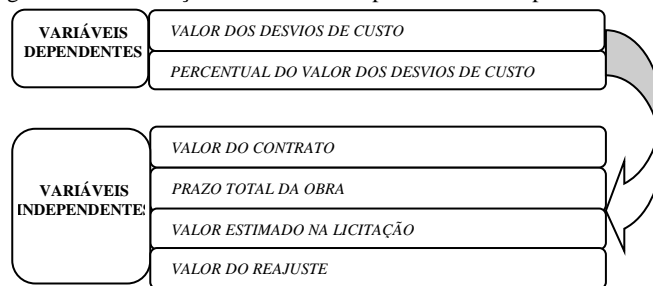 VARIÁVEIS
DEPENDENTES
VALOR DOS DESVIOS DE CUSTO
PERCENTUAL DO VALOR DOS DESVIOS DE CUSTO
VARIÁVEIS
INDEPENDENTES
VALOR DO CONTRATO
PRAZO TOTAL DA OBRA
VALOR ESTIMADO NA LICITAÇÃO
VALOR DO REAJUSTE